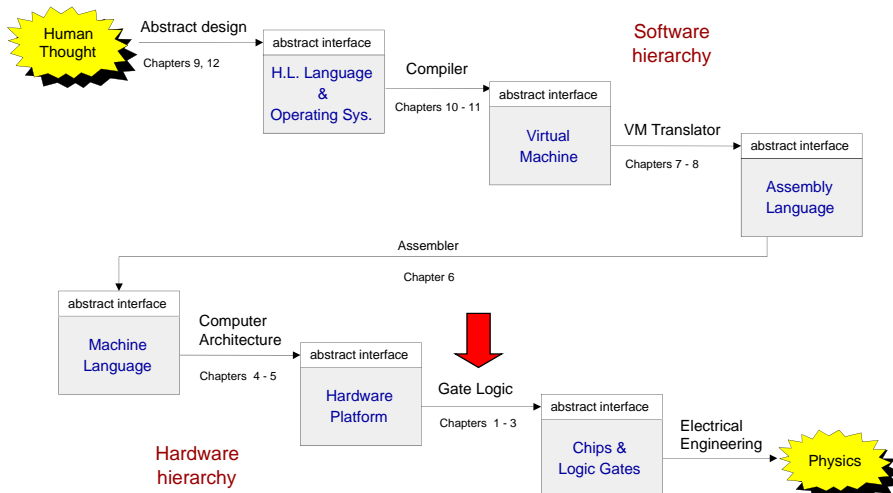 Human
Thought
Abstract design
Chapters 9, 12
abstract interface
H.L. Language
&
Operating Sys.
Compiler
Chapters 10 - 11
Software
hierarchy
abstract interface
Virtual
Machine
VM Translator
Chapters 7 - 8
abstract interface
Assembly
Language
Assembler
Chapter 6
abstract interface
Machine
Language
Computer
Architecture
Chapters 4 - 5
abstract interface
Hardware
Platform
Gate Logic
Chapters 1 - 3
abstract interface
Chips &
Logic Gates
Electrical
Engineering
Physics
Hardware
hierarchy